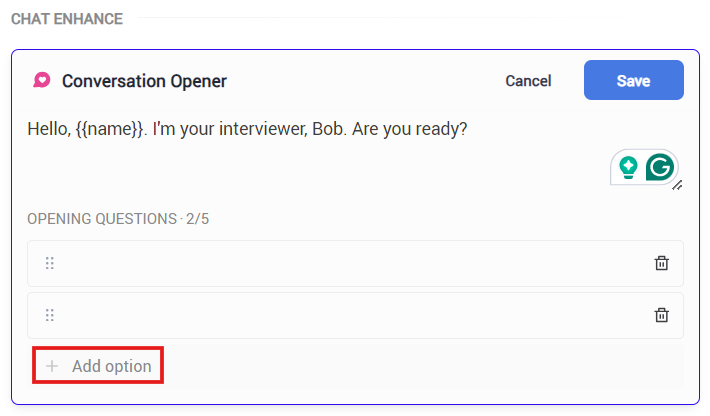 CHAT ENHANCE
Conversation Opener
Cancel
Save
Hello, {{name}}. I'm your interviewer, Bob. Are you ready?
OPENING QUESTIONS · 2/5
+ Add option